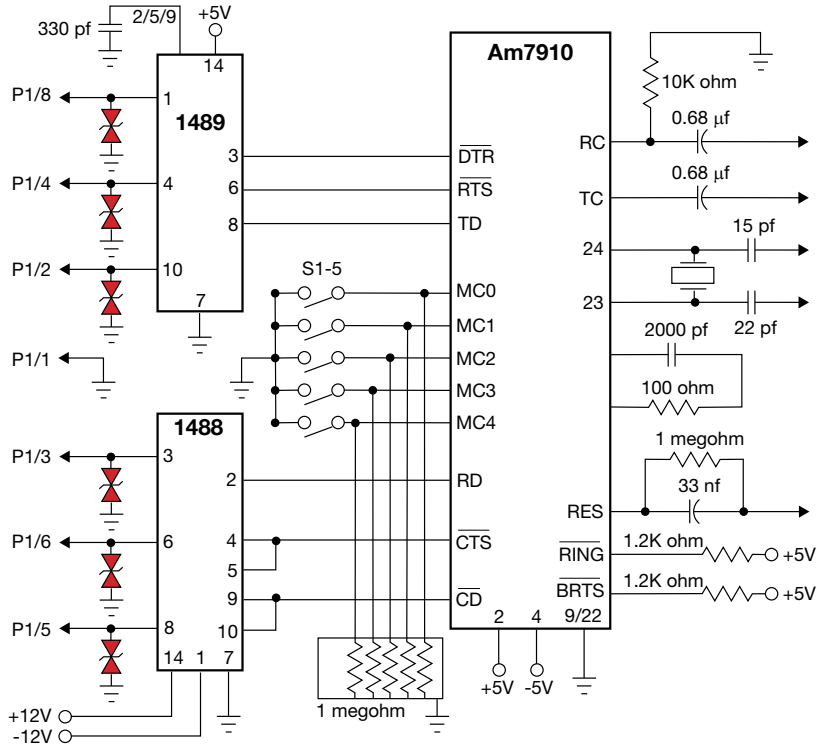 330 pf
2/5/9
+5V
14
P1/8
1
1489
3
P1/4
4
6
8
P1/2
10
7
P1/1
S1-5
Am7910
DTR
RTS
TD
MC0
MC1
MC2
MC3
MC4
RD
CTS
CD
RC
TC
24
23
RES
RING
BRTS
2
4
9/22
+5V
-5V
10K ohm
0.68 µf
0.68 µf
15 pf
22 pf
2000 pf
100 ohm
1 megohm
33 nf
1.2K ohm
+5V
1.2K ohm
+5V
1488
P1/3
3
2
P1/6
6
4
5
9
P1/5
8
10
14
1
7
+12V
-12V
1 megohm